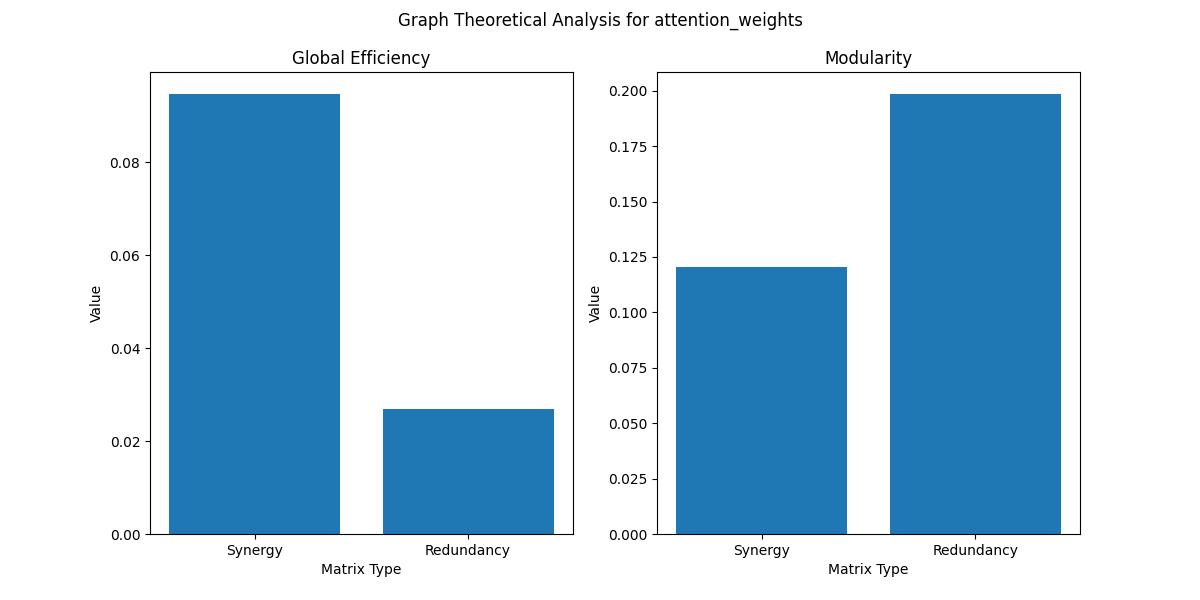 Graph Theoretical Analysis for attention_weights
Global Efficiency
0.08
0.06
0.04
0.02
0.00
Value
Synergy
Redundancy
Matrix Type
Modularity
0.200
0.175
0.150
0.125
0.100
0.075
0.050
0.025
0.000
Value
Synergy
Redundancy
Matrix Type